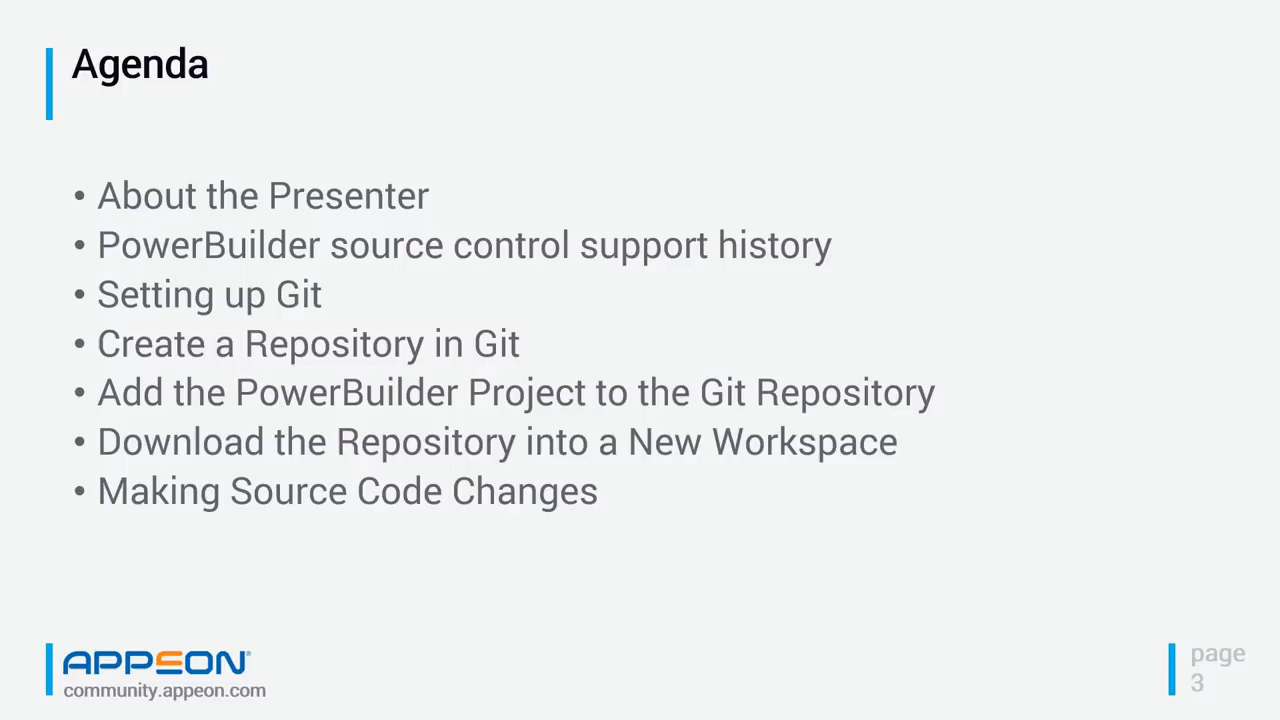 Agenda
• About the Presenter
• PowerBuilder source control support history
• Setting up Git
• Create a Repository in Git
• Add the PowerBuilder Project to the Git Repository
• Download the Repository into a New Workspace
• Making Source Code Changes
APPEON®
community.appeon.com
page
3